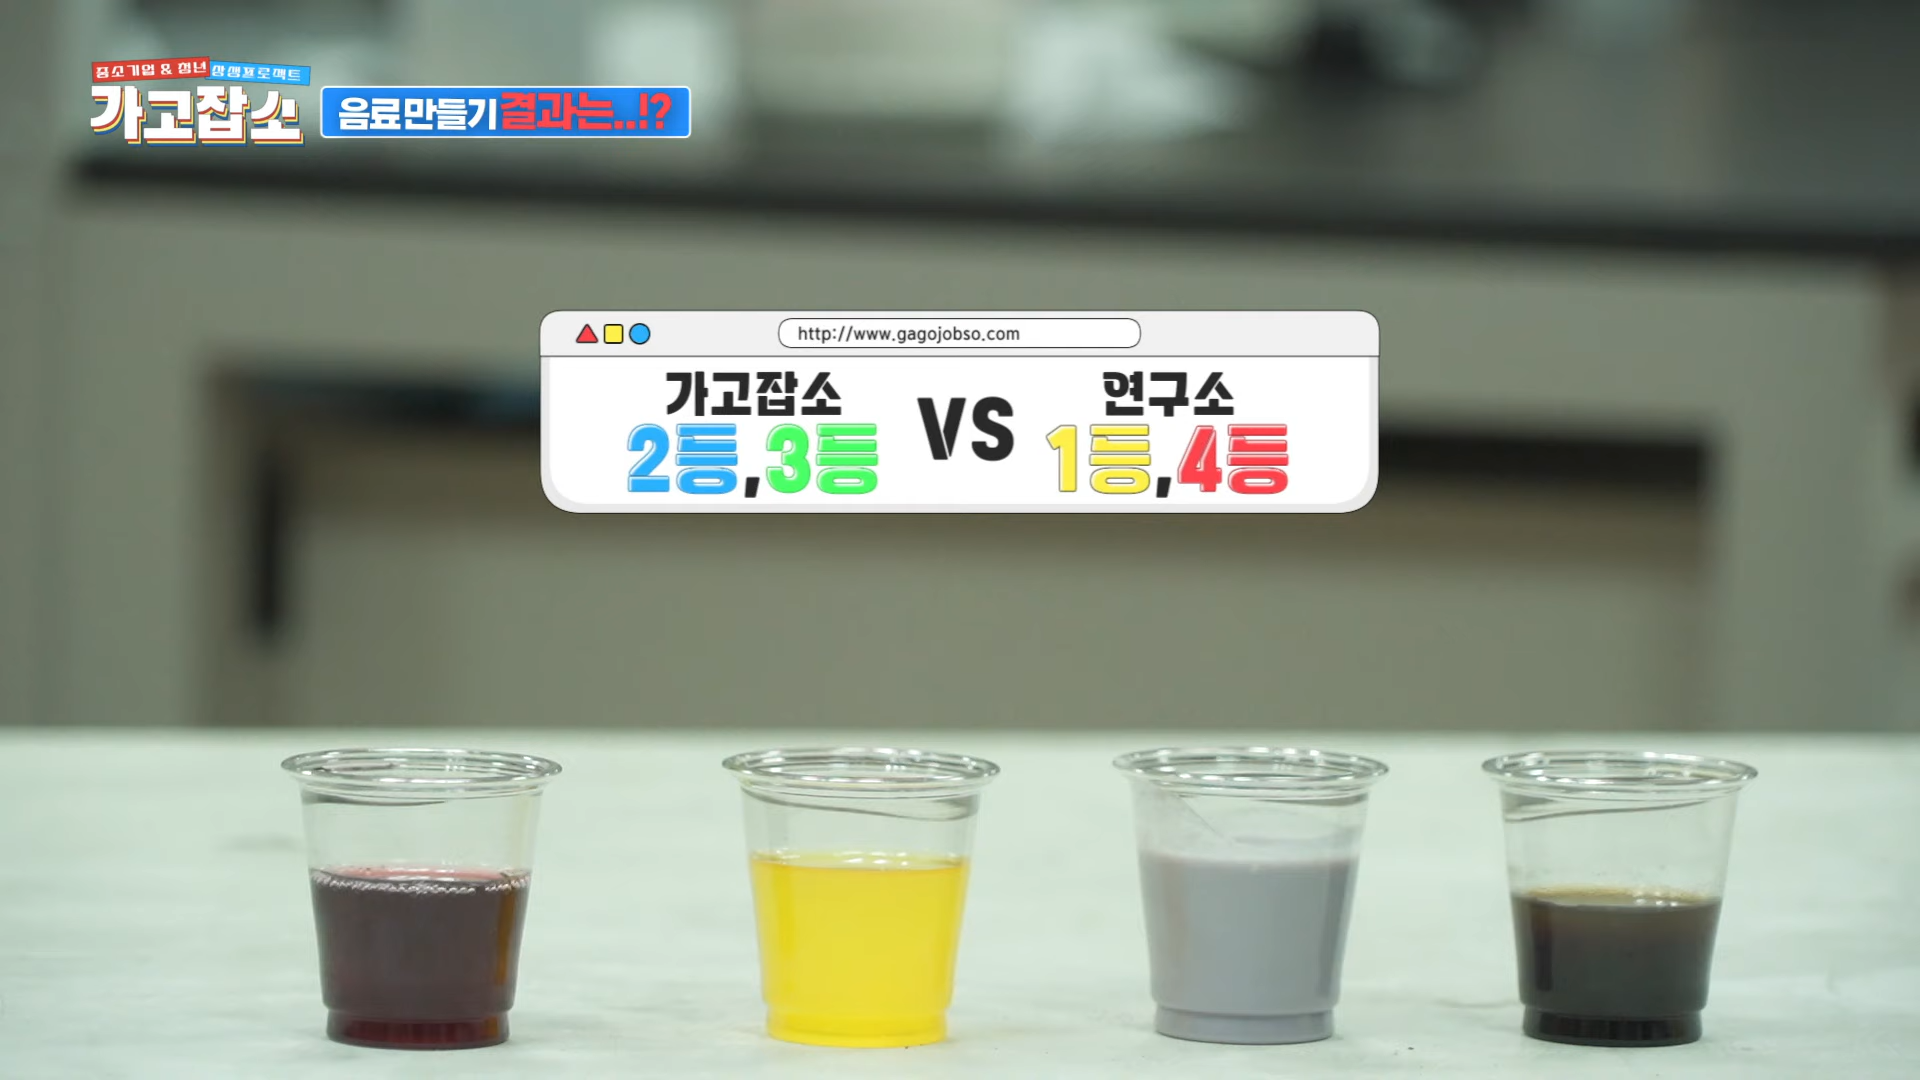 중소기업 & 청년 상생프로젝트
가고잡소
음료만들기 결과는..!?
http://www.gagojobso.com
가고잡소 VS 연구소
2등,3등 1등,4등